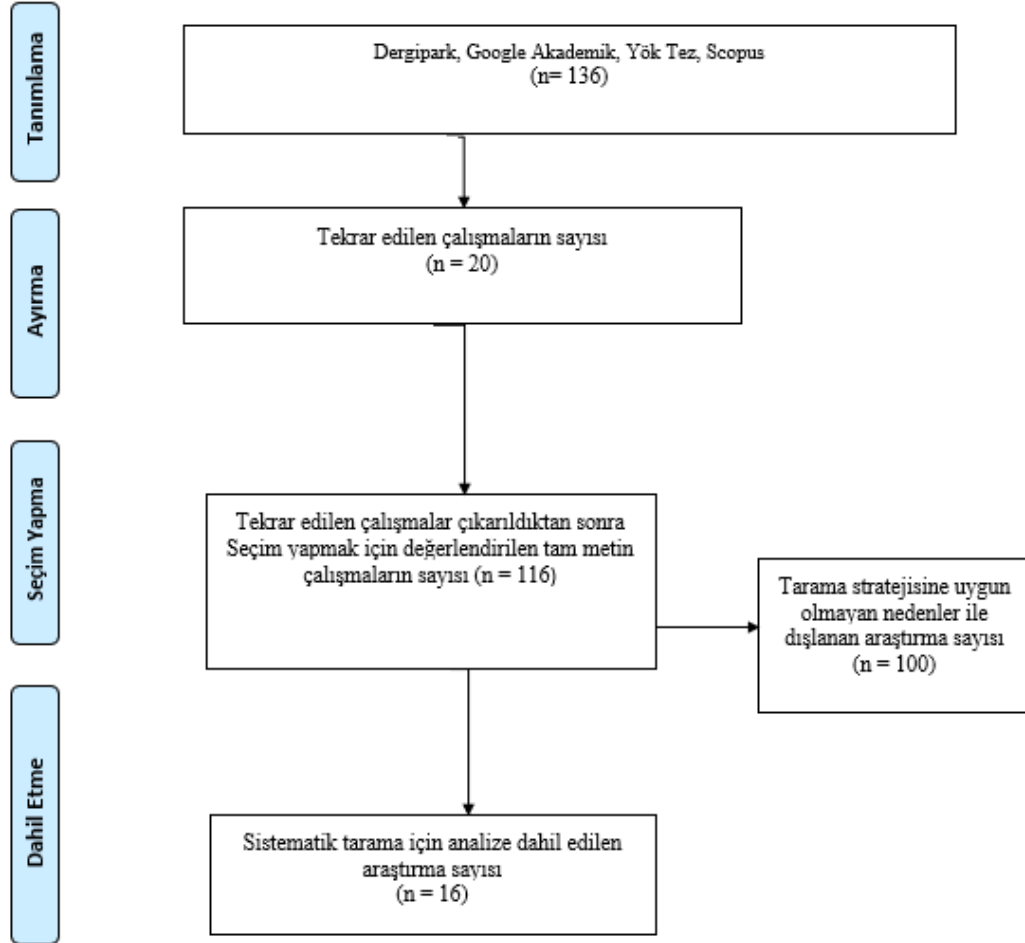 Tanımlama
Dergipark, Google Akademik, Yök Tez, Scopus
(n= 136)
Ayırma
Tekrar edilen çalışmaların sayısı
(n = 20)
Seçim Yapma
Tekrar edilen çalışmalar çıkarıldıktan sonra
Seçim yapmak için değerlendirilen tam metin
çalışmaların sayısı (n = 116)
Tarama stratejisine uygun
olmayan nedenler ile
dışlanan araştırma sayısı
(n = 100)
Dahil Etme
Sistematik tarama için analize dahil edilen
araştırma sayısı
(n = 16)